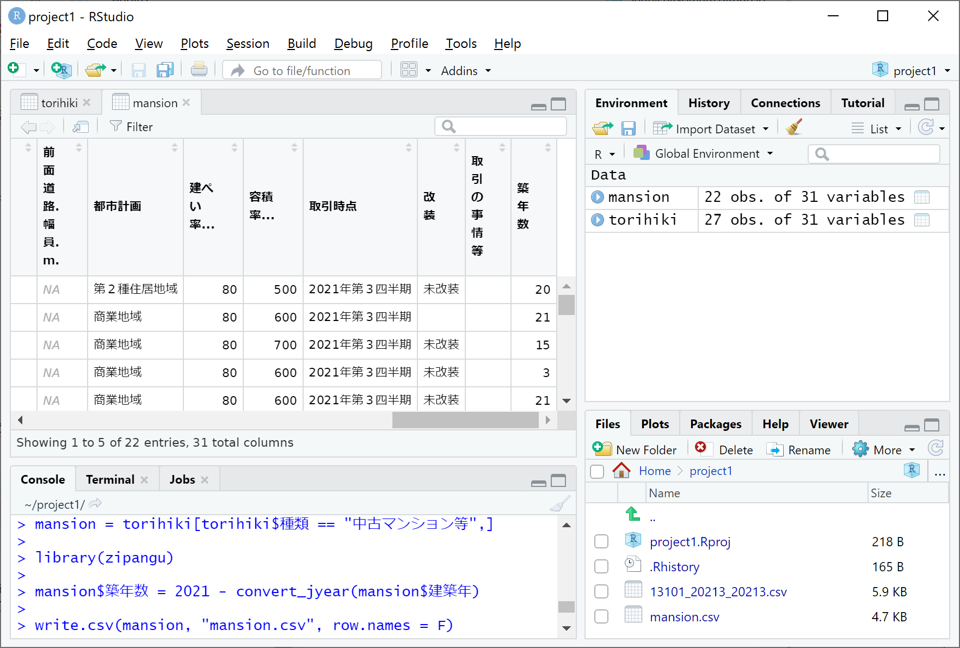 project1 - RStudio
File Edit Code View Plots Session Build Debug Profile Tools Help
Go to file/function Addins project1
torihiki mansion
Filter
前面道路.幅員.m. 都市計画 建ぺい率... 容積率... 取引時点 改装 取引の事情等 築年数
NA 第２種住居地域 80 500 2021年第３四半期 未改装 20
NA 商業地域 80 600 2021年第３四半期 21
NA 商業地域 80 700 2021年第３四半期 未改装 15
NA 商業地域 80 600 2021年第３四半期 未改装 3
NA 商業地域 80 600 2021年第３四半期 未改装 21
Showing 1 to 5 of 22 entries, 31 total columns
Console Terminal Jobs
~/project1/
> mansion = torihiki[torihiki$種類 == "中古マンション等",]
>
> library(zipangu)
>
> mansion$築年数 = 2021 - convert_jyear(mansion$建築年)
>
> write.csv(mansion, "mansion.csv", row.names = F)
Environment History Connections Tutorial
Import Dataset List
R Global Environment
Data
mansion 22 obs. of 31 variables
torihiki 27 obs. of 31 variables
Files Plots Packages Help Viewer
New Folder Delete Rename More
Home project1 ...
Name Size
..
project1.Rproj 218 B
.Rhistory 165 B
13101_20213_20213.csv 5.9 KB
mansion.csv 4.7 KB